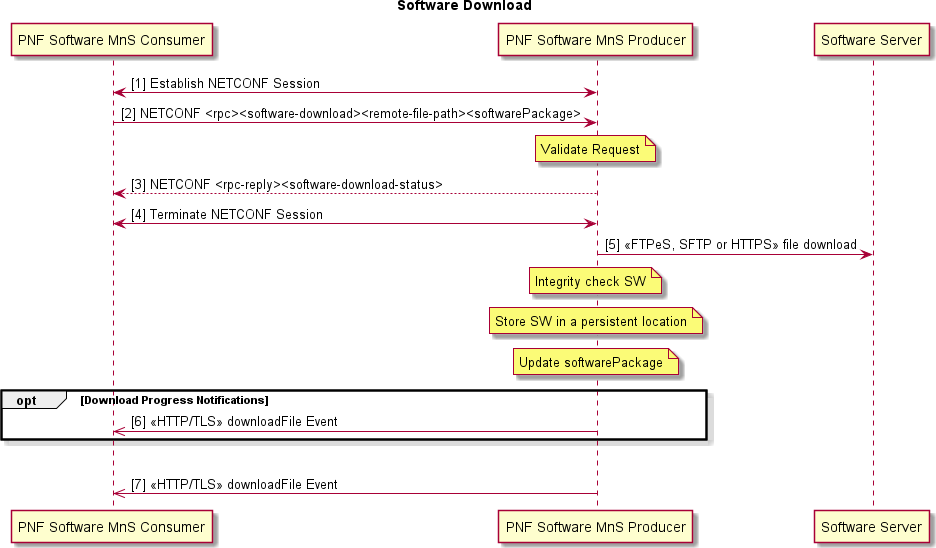 Software Download
PNF Software MnS Consumer
PNF Software MnS Producer
Software Server
[1] Establish NETCONF Session
[2] NETCONF <rpc><software-download><remote-file-path><softwarePackage>
Validate Request
[3] NETCONF <rpc-reply><software-download-status>
[4] Terminate NETCONF Session
[5] «FTPeS, SFTP or HTTPS» file download
Integrity check SW
Store SW in a persistent location
Update softwarePackage
opt [Download Progress Notifications]
[6] «HTTP/TLS» downloadFile Event
[7] «HTTP/TLS» downloadFile Event
PNF Software MnS Consumer
PNF Software MnS Producer
Software Server